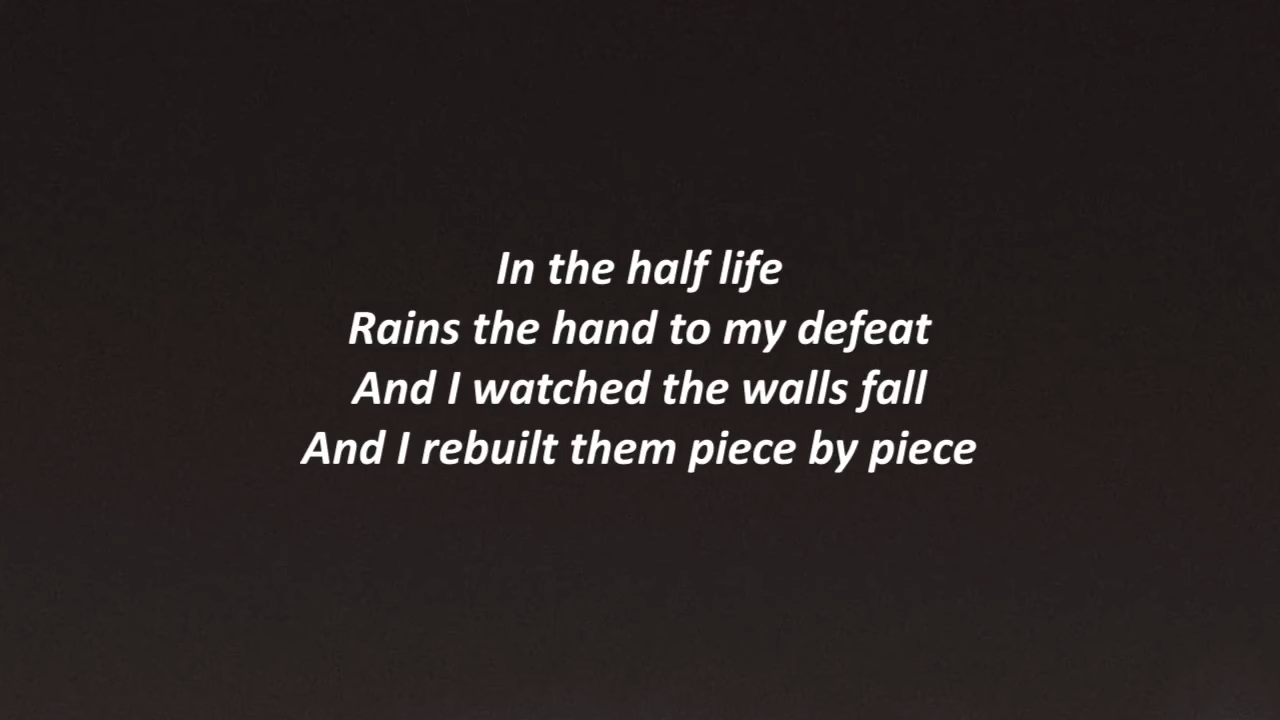 In the half life
Rains the hand to my defeat
And I watched the walls fall
And I rebuilt them piece by piece